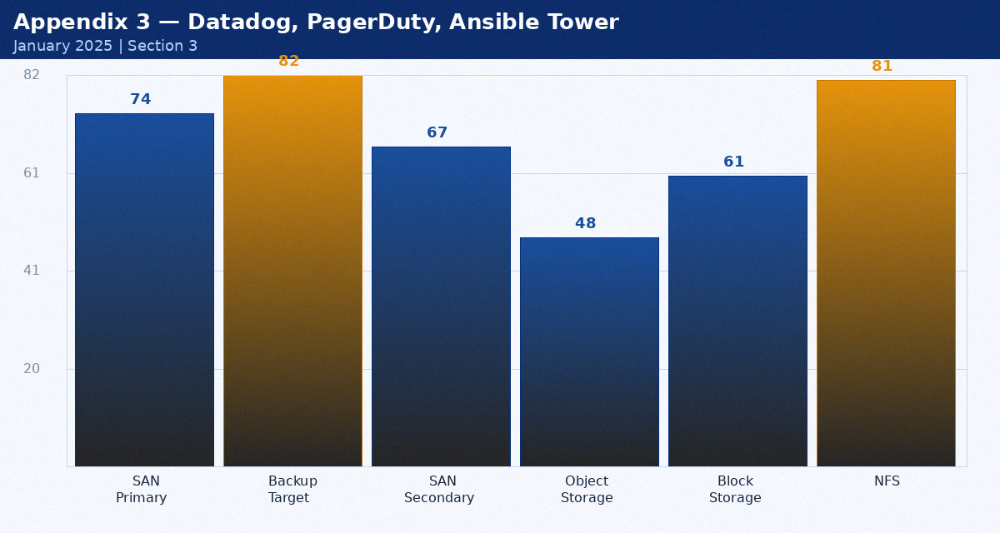 Appendix 3 — Datadog, PagerDuty, Ansible Tower
January 2025 | Section 3
82
61
41
20
74
82
67
48
61
81
SAN
Primary
Backup
Target
SAN
Secondary
Object
Storage
Block
Storage
NFS